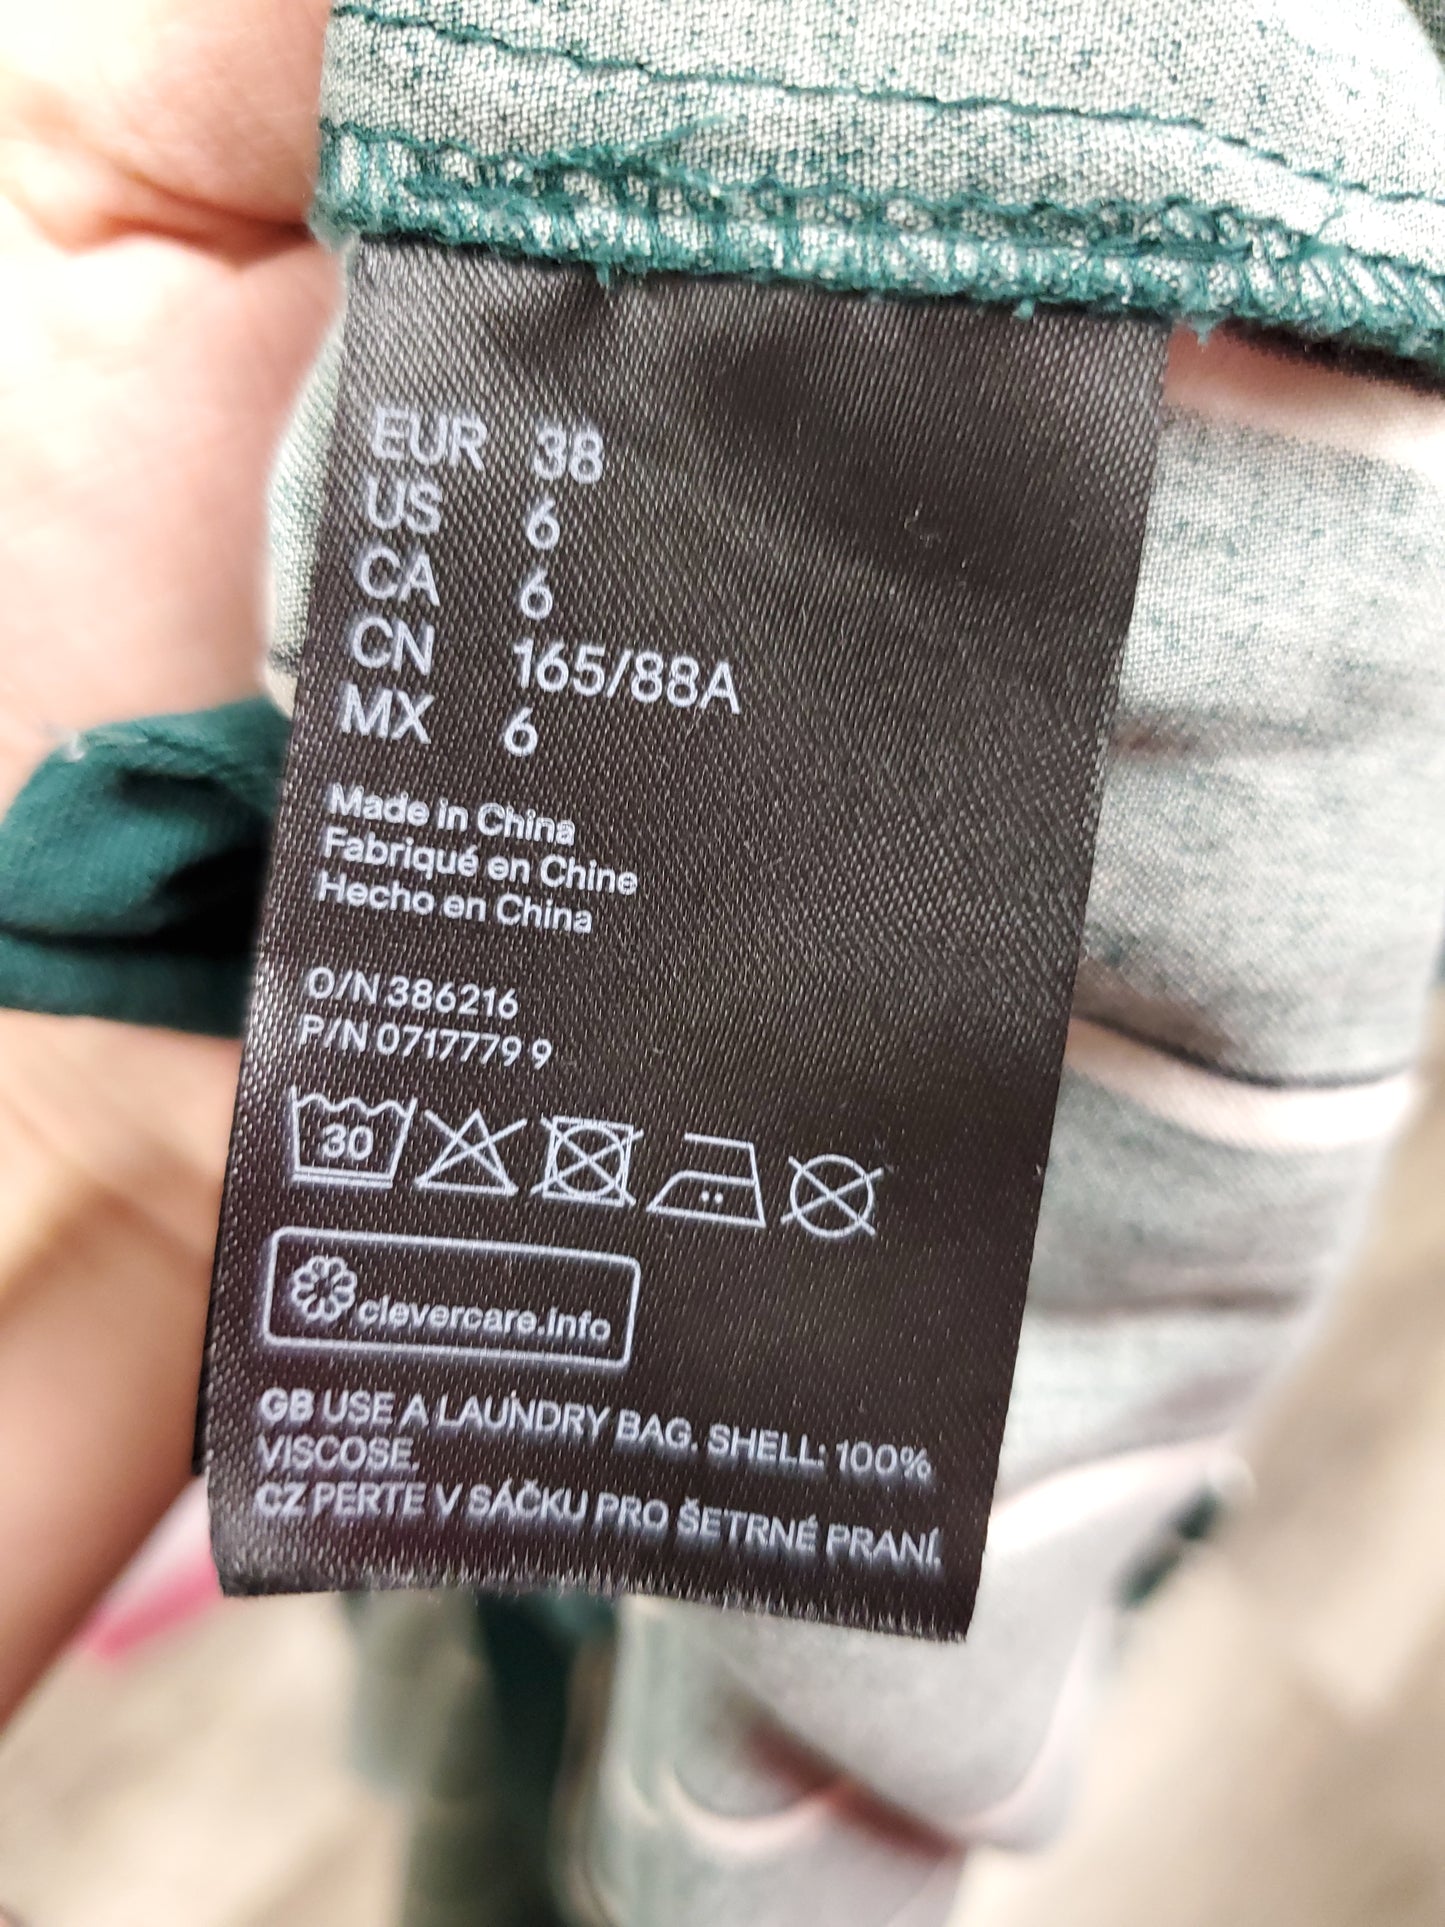 EUR 38
US 6
CA 6
CN 165/88A
MX 6
Made in China
Fabriqué en Chine
Hecho en China
O/N 386216
P/N 0717779 9
30
clevercare.info
GB USE A LAUNDRY BAG. SHELL: 100%
VISCOSE.
CZ PERTE V SÁČKU PRO ŠETRNÉ PRANÍ.